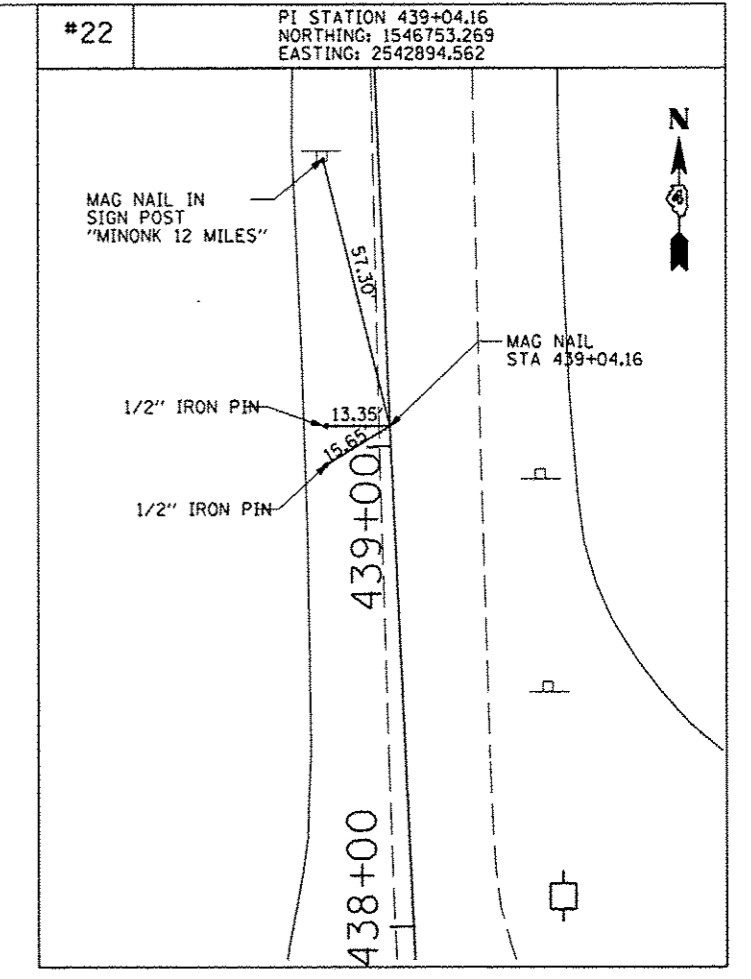 #22
PI STATION 439+04.16
NORTHING: 1546753.269
EASTING: 2542894.562
N
MAG NAIL IN
SIGN POST
"MINONK 12 MILES"
57.30'
MAG NAIL
STA 439+04.16
1/2" IRON PIN
13.35'
15.65'
1/2" IRON PIN
439+00
438+00